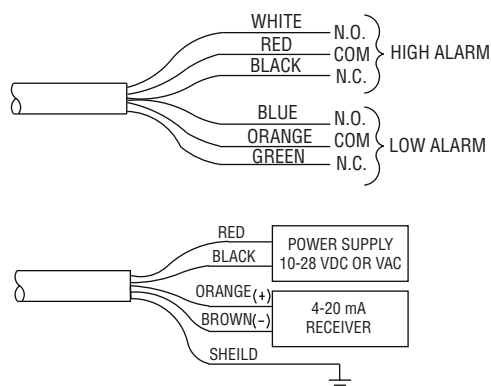 WHITE N.O.
RED COM HIGH ALARM
BLACK N.C.
BLUE N.O.
ORANGE COM LOW ALARM
GREEN N.C.
RED POWER SUPPLY
BLACK 10-28 VDC OR VAC
ORANGE (+) 4-20 mA
BROWN (-) RECEIVER
SHEILD